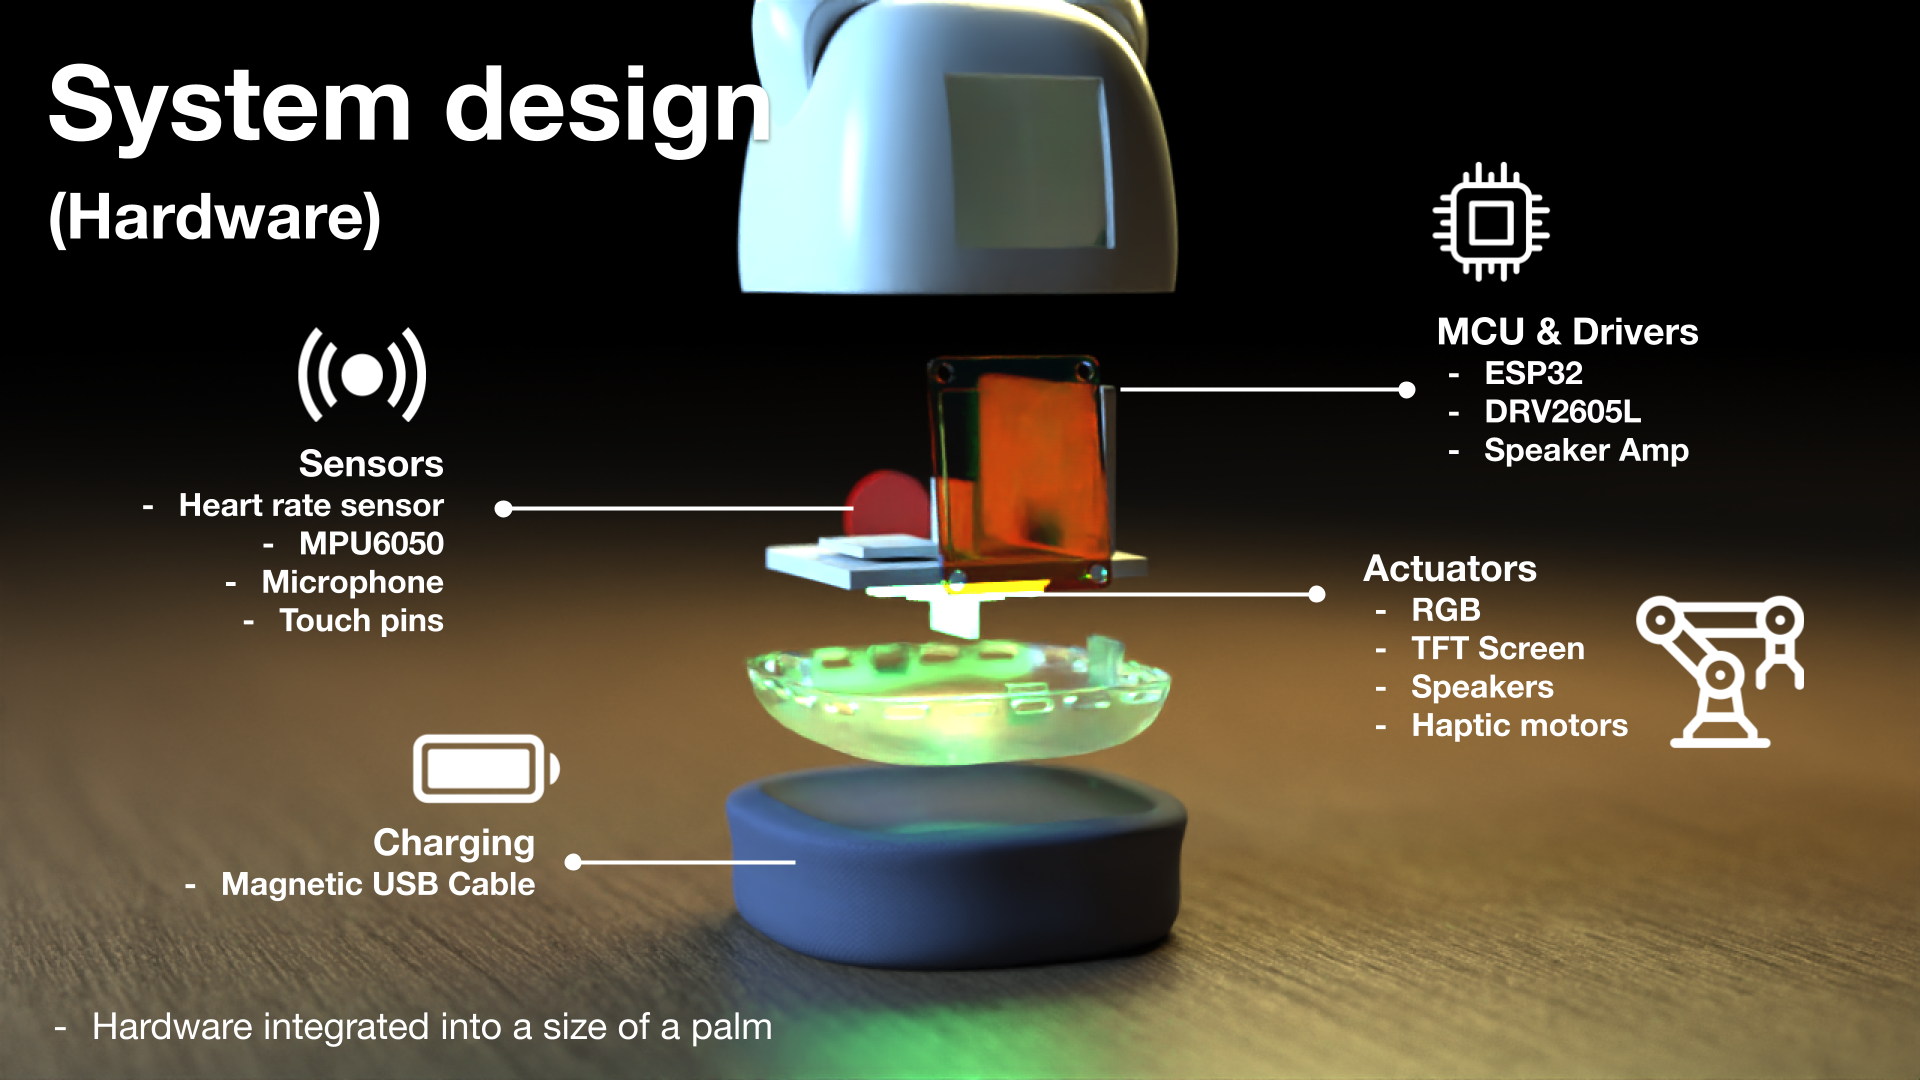 System design
(Hardware)
Sensors
- Heart rate sensor
- MPU6050
- Microphone
- Touch pins
Charging
- Magnetic USB Cable
MCU & Drivers
- ESP32
- DRV2605L
- Speaker Amp
Actuators
- RGB
- TFT Screen
- Speakers
- Haptic motors
- Hardware integrated into a size of a palm